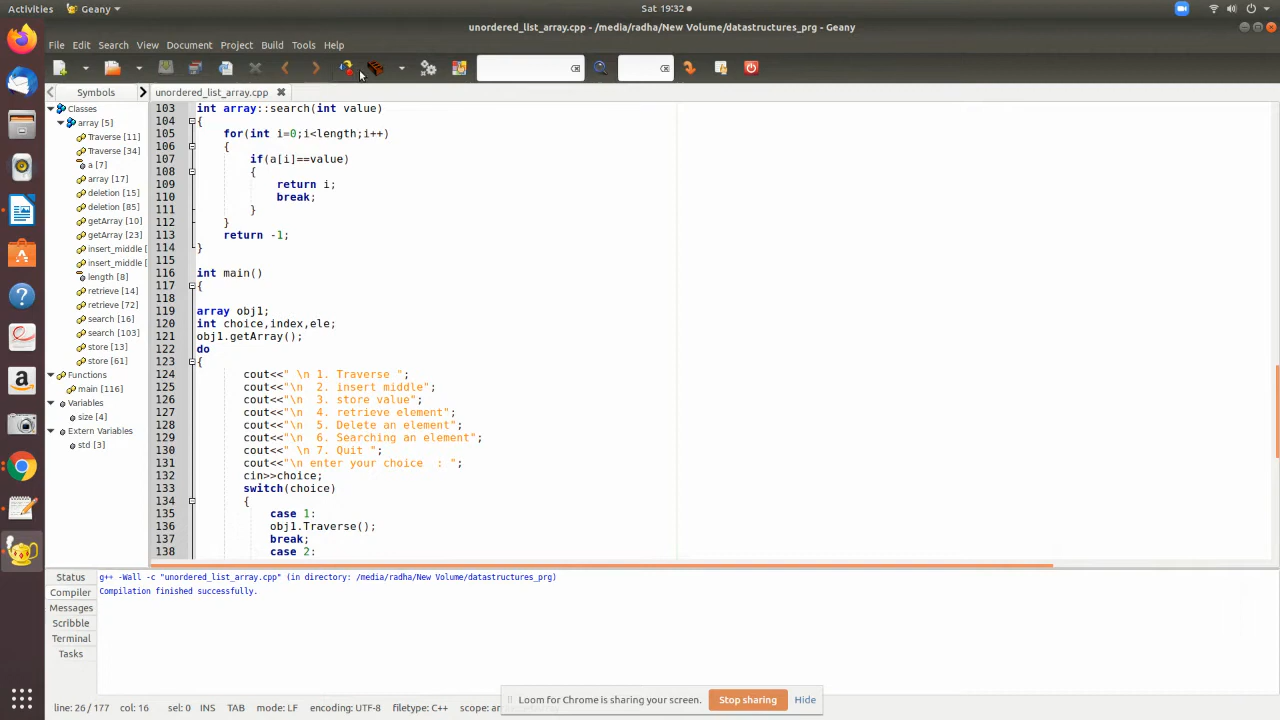 Activities Geany Sat 19:32
unordered_list_array.cpp - /media/radha/New Volume/datastructures_prg - Geany
File Edit Search View Document Project Build Tools Help
Symbols unordered_list_array.cpp
Classes
array [5]
Traverse [11]
Traverse [34]
a [7]
array [17]
deletion [15]
deletion [85]
getArray [10]
getArray [23]
insert_middle [
insert_middle [
length [8]
retrieve [14]
retrieve [72]
search [16]
search [103]
store [13]
store [61]
Functions
main [116]
Variables
size [4]
Extern Variables
std [3]
103 int array::search(int value)
104 {
105 for(int i=0;i<length;i++)
106 {
107 if(a[i]==value)
108 {
109 return i;
110 break;
111 }
112 }
113 return -1;
114 }
115
116 int main()
117 {
118
119 array obj1;
120 int choice,index,ele;
121 obj1.getArray();
122 do
123 {
124 cout<<" \n 1. Traverse ";
125 cout<<"\n  2. insert middle";
126 cout<<"\n  3. store value";
127 cout<<"\n  4. retrieve element";
128 cout<<"\n  5. Delete an element";
129 cout<<"\n  6. Searching an element";
130 cout<<" \n 7. Quit ";
131 cout<<"\n enter your choice  : ";
132 cin>>choice;
133 switch(choice)
134 {
135 case 1:
136 obj1.Traverse();
137 break;
138 case 2:
Status
Compiler
Messages
Scribble
Terminal
Tasks
g++ -Wall -c "unordered_list_array.cpp" (in directory: /media/radha/New Volume/datastructures_prg)
Compilation finished successfully.
Loom for Chrome is sharing your screen. Stop sharing Hide
line: 26 / 177 col: 16 sel: 0 INS TAB mode: LF encoding: UTF-8 filetype: C++ scope: